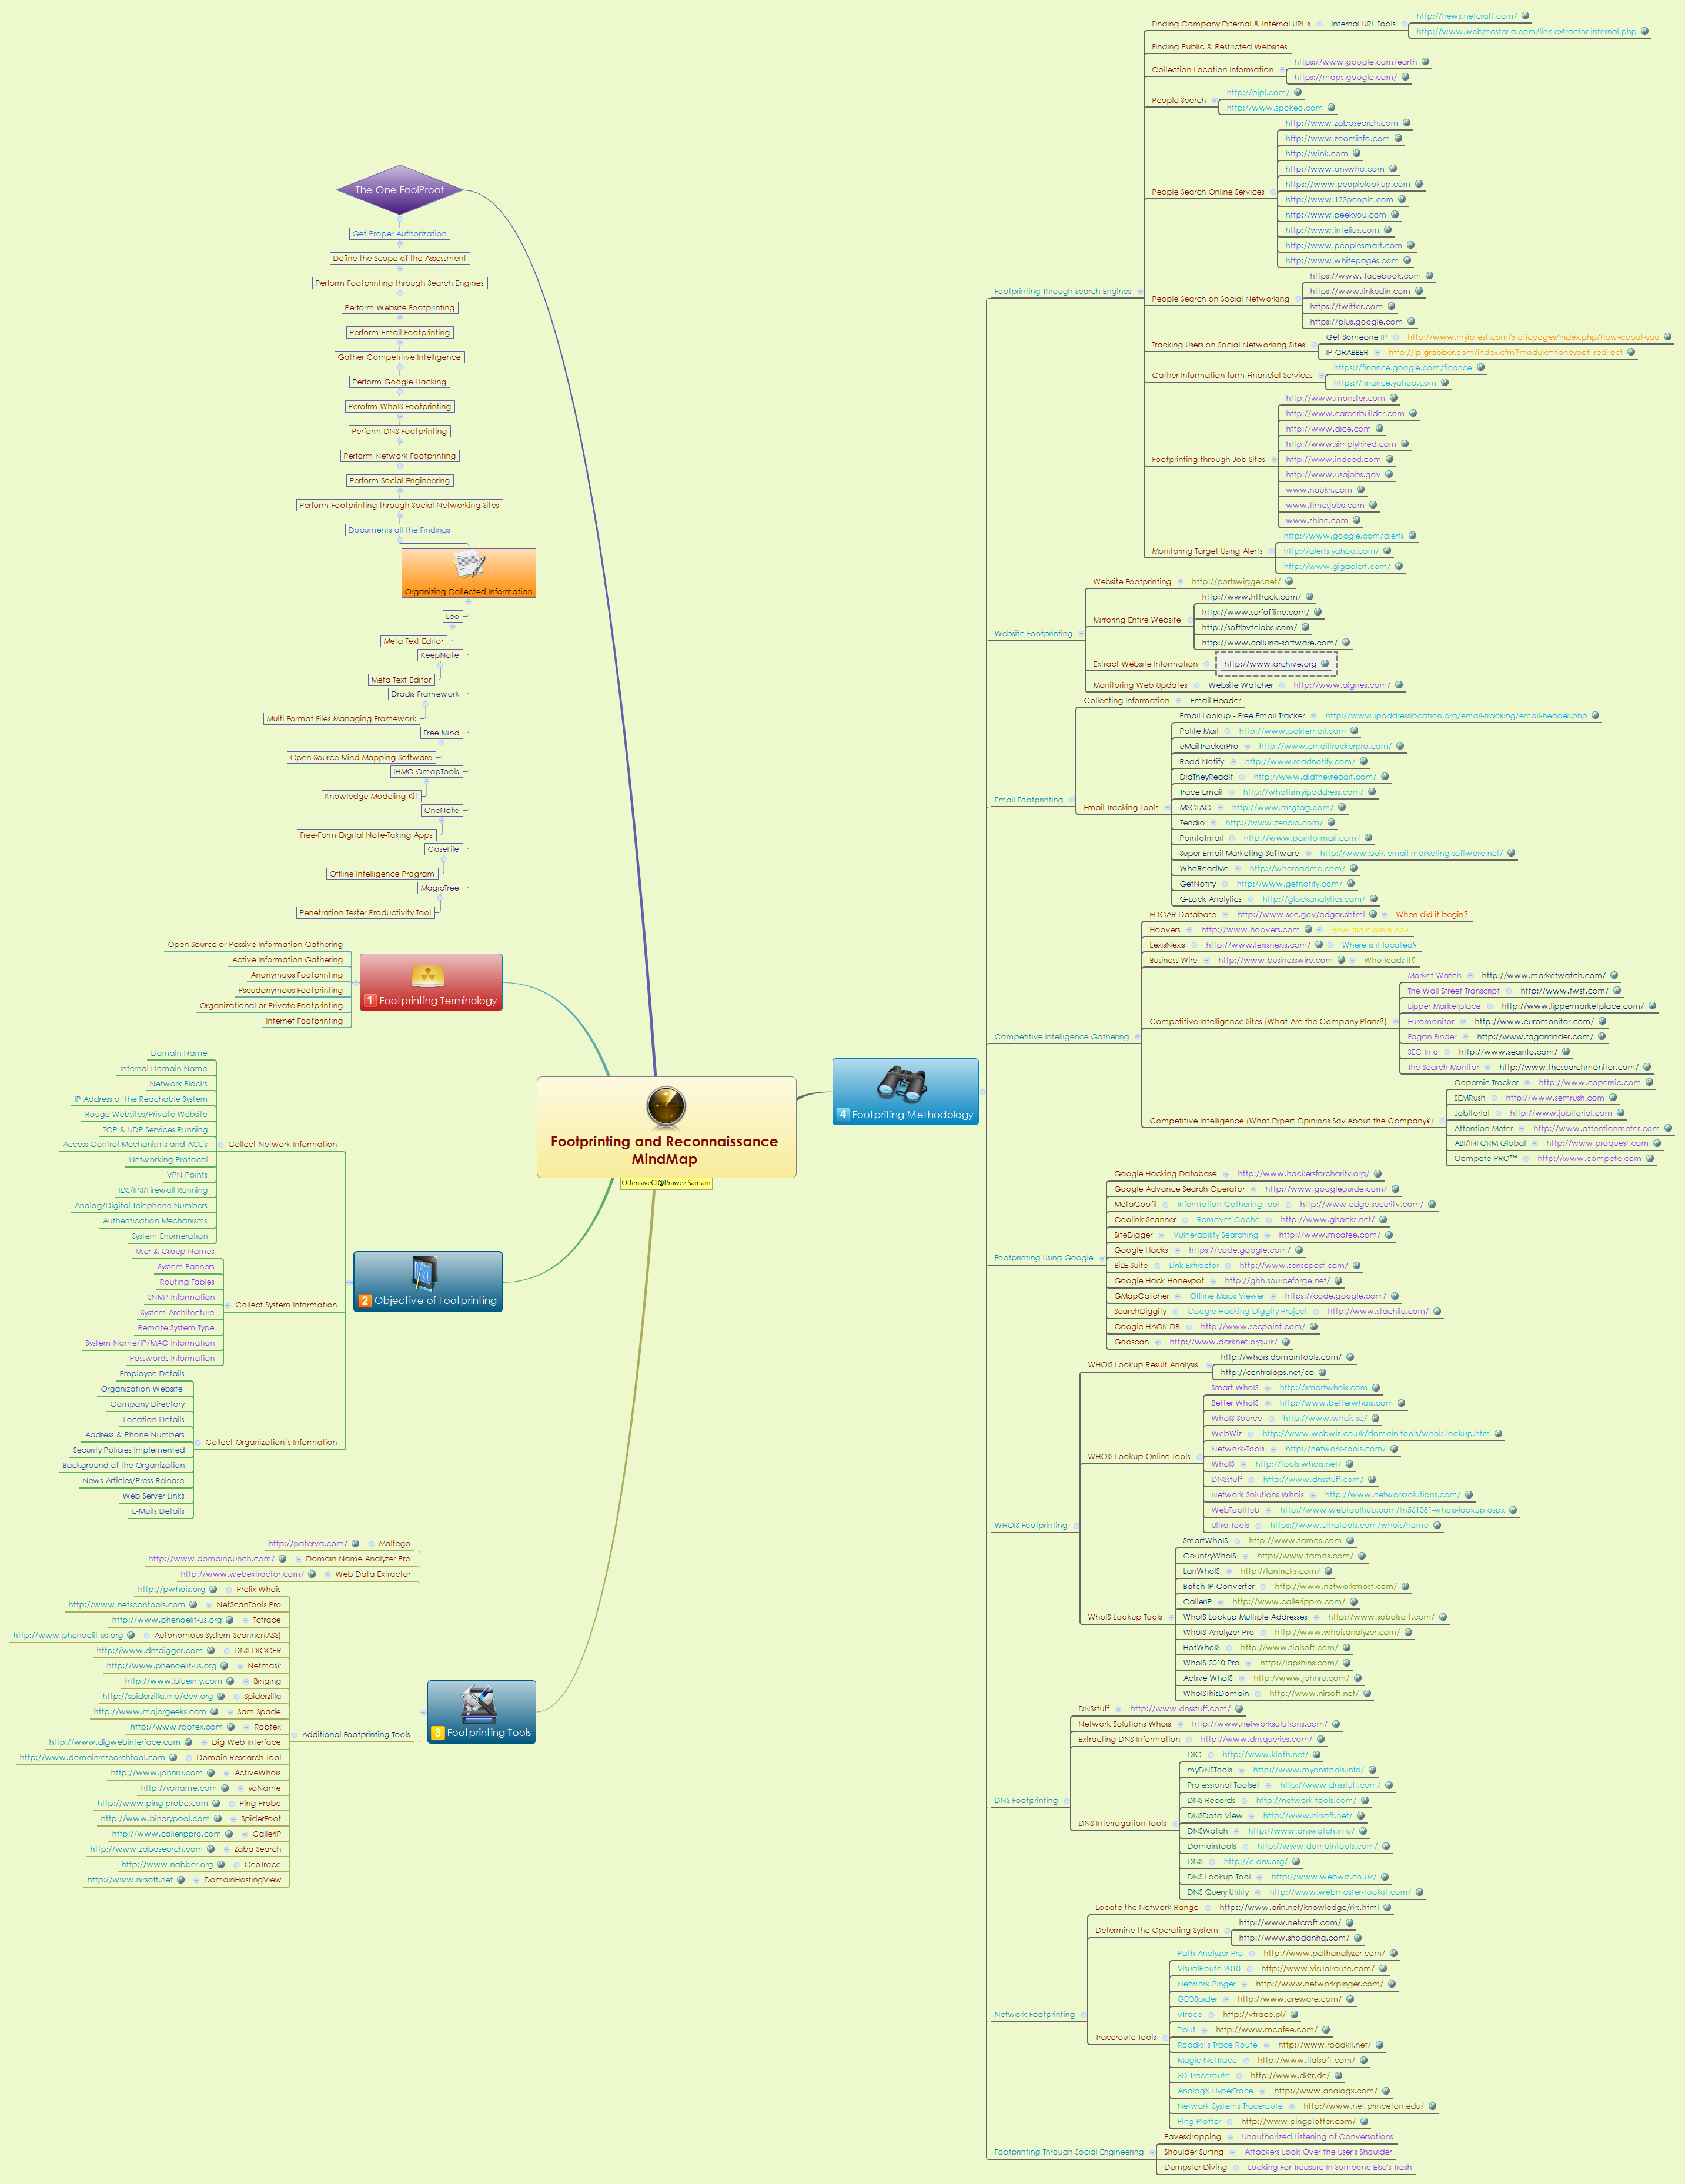 The One FoolProof
Get Proper Authorization
Define the Scope of the Assessment
Perform Footprinting through Search Engines
Perform Website Footprinting
Perform Email Footprinting
Gather Competitive Intelligence
Perform Google Hacking
Perofrm WhoIS Footprinting
Perform DNS Footprinting
Perform Network Footprinting
Perform Social Engineering
Perform Footprinting through Social Networking Sites
Documents all the Findings
Organizing Collected Information
Leo
Meta Text Editor
KeepNote
Meta Text Editor
Dradis Framework
Multi Format Files Managing Framework
Free Mind
Open Source Mind Mapping Software
IHMC CmapTools
Knowledge Modeling Kit
OneNote
Free-Form Digital Note-Taking Apps
CaseFile
Offline Intelligence Program
MagicTree
Penetration Tester Productivity Tool
Open Source or Passive Information Gathering
Active Information Gathering
Anonymous Footprinting
Pseudonymous Footprinting
Organizational or Private Footprinting
Internet Footprinting
1 Footprinting Terminology
Domain Name
Internal Domain Name
Network Blocks
IP Address of the Reachable System
Rouge Websites/Private Website
TCP & UDP Services Running
Access Control Mechanisms and ACL's
Networking Protocol
VPN Points
IDS/IPS/Firewall Running
Analog/Digital Telephone Numbers
Authentication Mechanisms
System Enumeration
Collect Network Information
User & Group Names
System Banners
Routing Tables
SNMP Information
System Architecture
Remote System Type
System Name/IP/MAC Information
Passwords Information
Collect System Information
Employee Details
Organization Website
Company Directory
Location Details
Address & Phone Numbers
Security Policies Implemented
Background of the Organization
News Articles/Press Release
Web Server Links
E-Mails Details
Collect Organization's Information
2 Objective of Footprinting
http://paterva.com/ Maltego
http://www.domainpunch.com/ Domain Name Analyzer Pro
http://www.webextractor.com/ Web Data Extractor
http://pwhois.org Prefix Whois
http://www.netscantools.com NetScanTools Pro
http://www.phenoelit-us.org Tctrace
http://www.phenoelit-us.org Autonomous System Scanner(ASS)
http://www.dnsdigger.com DNS DIGGER
http://www.phenoelit-us.org Netmask
http://www.blueinfy.com Binging
http://spiderzilla.mo/dev.org Spiderzilla
http://www.majorgeeks.com Sam Spade
http://www.robtex.com Robtex
http://www.digwebinterface.com Dig Web Interface
http://www.domainresearchtool.com Domain Research Tool
http://www.johnru.com ActiveWhois
http://yoname.com yoName
http://www.ping-probe.com Ping-Probe
http://www.binarypool.com SpiderFoot
http://www.callerippro.com CallerIP
http://www.zabasearch.com Zaba Search
http://www.nabber.org GeoTrace
http://www.nirsoft.net DomainHostingView
Additional Footprinting Tools
3 Footprinting Tools
Footprinting and Reconnaissance
MindMap
OffensiveCl@Prawez Samani
4 Footpriting Methodology
Footprinting Through Search Engines
Finding Company External & Internal URL's Internal URL Tools
http://news.netcraft.com/
http://www.webmaster-a.com/link-extractor-internal.php
Finding Public & Restricted Websites
Collection Location Information
https://www.google.com/earth
https://maps.google.com/
People Search
http://pipl.com/
http://www.spokeo.com
People Search Online Services
http://www.zabasearch.com
http://www.zoominfo.com
http://wink.com
http://www.anywho.com
https://www.peoplelookup.com
http://www.123people.com
http://www.peekyou.com
http://www.intelius.com
http://www.peoplesmart.com
http://www.whitepages.com
People Search on Social Networking
https://www. facebook.com
https://www.linkedin.com
https://twitter.com
https://plus.google.com
Tracking Users on Social Networking Sites
Get Someone IP http://www.myiptest.com/staticpages/index.php/how-about-you
IP-GRABBER http://ip-grabber.com/index.cfm?module=honeypot_redirect
Gather Information form Financial Services
https://finance.google.com/finance
https://finance.yahoo.com
Footprinting through Job Sites
http://www.monster.com
http://www.careerbuilder.com
http://www.dice.com
http://www.simplyhired.com
http://www.indeed.com
http://www.usajobs.gov
www.naukri.com
www.timesjobs.com
www.shine.com
Monitoring Target Using Alerts
http://www.google.com/alerts
http://alerts.yahoo.com/
http://www.gigaalert.com/
Website Footprinting
Website Footprinting http://portswigger.net/
Mirroring Entire Website
http://www.httrack.com/
http://www.surfoffline.com/
http://softbvtelabs.com/
http://www.calluna-software.com/
Extract Website Information http://www.archive.org
Monitoring Web Updates Website Watcher http://www.aignes.com/
Email Footprinting
Collecting Information Email Header
Email Tracking Tools
Email Lookup - Free Email Tracker http://www.ipaddresslocation.org/email-tracking/email-header.php
Polite Mail http://www.politemail.com
eMailTrackerPro http://www.emailtrackerpro.com/
Read Notify http://www.readnotify.com/
DidTheyReadIt http://www.didtheyreadit.com/
Trace Email http://whatismyipaddress.com/
MSGTAG http://www.msgtag.com/
Zendio http://www.zendio.com/
Pointofmail http://www.pointofmail.com/
Super Email Marketing Software http://www.bulk-email-marketing-software.net/
WhoReadMe http://whoreadme.com/
GetNotify http://www.getnotify.com/
G-Lock Analytics http://glockanalytics.com/
Competitive Intelligence Gathering
EDGAR Database http://www.sec.gov/edgar.shtml When did it begin?
Hoovers http://www.hoovers.com How did it develop?
LexisNexis http://www.lexisnexis.com/ Where is it located?
Business Wire http://www.businesswire.com Who leads it?
Competitive Intelligence Sites (What Are the Company Plans?)
Market Watch http://www.marketwatch.com/
The Wall Street Transcript http://www.twst.com/
Lipper Marketplace http://www.lippermarketplace.com/
Euromonitor http://www.euromonitor.com/
Fagan Finder http://www.faganfinder.com/
SEC Info http://www.secinfo.com/
The Search Monitor http://www.thesearchmonitor.com/
Competitive Intelligence (What Expert Opinions Say About the Company?)
Copernic Tracker http://www.copernic.com
SEMRush http://www.semrush.com
Jobitorial http://www.jobitorial.com
Attention Meter http://www.attentionmeter.com
ABI/INFORM Global http://www.proquest.com
Compete PRO™ http://www.compete.com
Footprinting Using Google
Google Hacking Database http://www.hackersforcharity.org/
Google Advance Search Operator http://www.googleguide.com/
MetaGoofil Information Gathering Tool http://www.edge-securitv.com/
Goolink Scanner Removes Cache http://www.ghacks.net/
SiteDigger Vulnerability Searching http://www.mcafee.com/
Google Hacks https://code.google.com/
BiLE Suite Link Extractor http://www.sensepost.com/
Google Hack Honeypot http://ghh.sourceforge.net/
GMapCatcher Offline Maps Viewer https://code.google.com/
SearchDiggity Google Hacking Diggity Project http://www.stachliu.com/
Google HACK DB http://www.secpoint.com/
Gooscan http://www.darknet.org.uk/
WHOIS Footprinting
WHOIS Lookup Result Analysis
http://whois.domaintools.com/
http://centralops.net/co
WHOIS Lookup Online Tools
Smart WhoIS http://smartwhois.com
Better WhoIS http://www.betterwhois.com
WhoIS Source http://www.whois.se/
WebWiz http://www.webwiz.co.uk/domain-tools/whois-lookup.htm
Network-Tools http://network-tools.com/
WhoIS http://tools.whois.net/
DNSstuff http://www.dnsstuff.com/
Network Solutions Whois http://www.networksolutions.com/
WebToolHub http://www.webtoolhub.com/tn561381-whois-lookup.aspx
Ultra Tools https://www.ultratools.com/whois/home
WhoIS Lookup Tools
SmartWhoIS http://www.tamos.com
CountryWhoIS http://www.tamos.com/
LanWhoIS http://lantricks.com/
Batch IP Converter http://www.networkmost.com/
CallerIP http://www.callerippro.com/
WhoIS Lookup Multiple Addresses http://www.sobolsoft.com/
WhoIS Analyzer Pro http://www.whoisanalyzer.com/
HotWhoIS http://www.tialsoft.com/
WhoIS 2010 Pro http://lapshins.com/
Active WhoIS http://www.johnru.com/
WhoISThisDomain http://www.nirsoft.net/
DNS Footprinting
DNSstuff http://www.dnsstuff.com/
Network Solutions Whois http://www.networksolutions.com/
Extracting DNS Information http://www.dnsqueries.com/
DNS Interrogation Tools
DIG http://www.kloth.net/
myDNSTools http://www.mydnstools.info/
Professional Toolset http://www.dnsstuff.com/
DNS Records http://network-tools.com/
DNSData View http://www.nirsoft.net/
DNSWatch http://www.dnswatch.info/
DomainTools http://www.domaintools.com/
DNS http://e-dns.org/
DNS Lookup Tool http://www.webwiz.co.uk/
DNS Query Utility http://www.webmaster-toolkit.com/
Network Footprinting
Locate the Network Range https://www.arin.net/knowledge/rirs.html
Determine the Operating System
http://www.netcraft.com/
http://www.shodanhq.com/
Traceroute Tools
Path Analyzer Pro http://www.pathanalyzer.com/
VisualRoute 2010 http://www.visualroute.com/
Network Pinger http://www.networkpinger.com/
GEOSpider http://www.oreware.com/
vTrace http://vtrace.pl/
Trout http://www.mcafee.com/
Roadkil's Trace Route http://www.roadkil.net/
Magic NetTrace http://www.tialsoft.com/
3D Traceroute http://www.d3tr.de/
AnalogX HyperTrace http://www.analogx.com/
Network Systems Traceroute http://www.net.princeton.edu/
Ping Plotter http://www.pingplotter.com/
Footprinting Through Social Engineering
Eavesdropping Unauthorized Listening of Conversations
Shoulder Surfing Attackers Look Over the User's Shoulder
Dumpster Diving Looking For Treasure In Someone Else's Trash